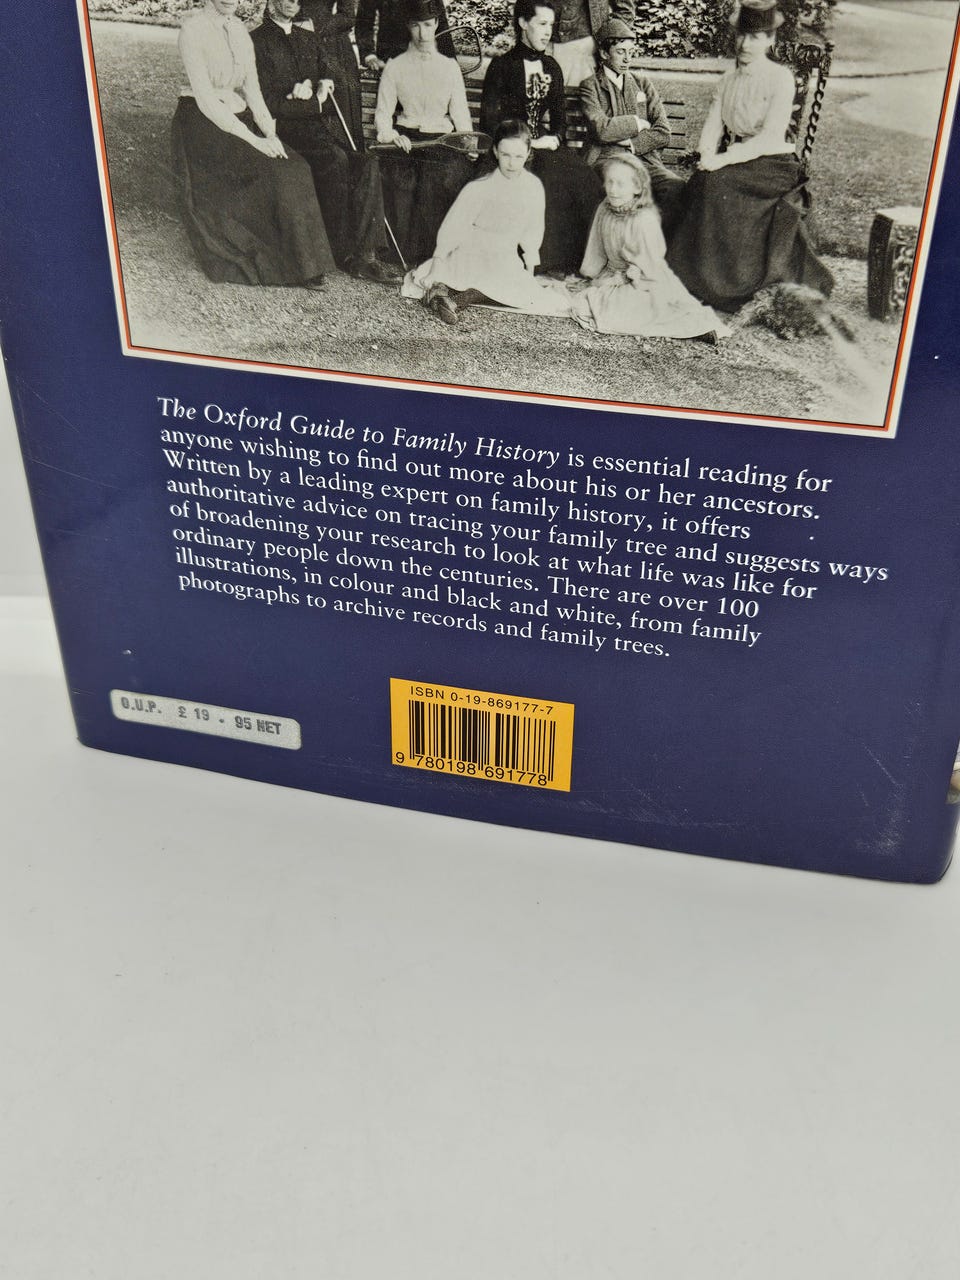 The Oxford Guide to Family History is essential reading for
anyone wishing to find out more about his or her ancestors.
Written by a leading expert on family history, it offers
authoritative advice on tracing your family tree and suggests ways
of broadening your research to look at what life was like for
ordinary people down the centuries. There are over 100
illustrations, in colour and black and white, from family
photographs to archive records and family trees.
O.U.P. £ 19 . 95 NET
ISBN 0-19-869177-7
9 780198 691778